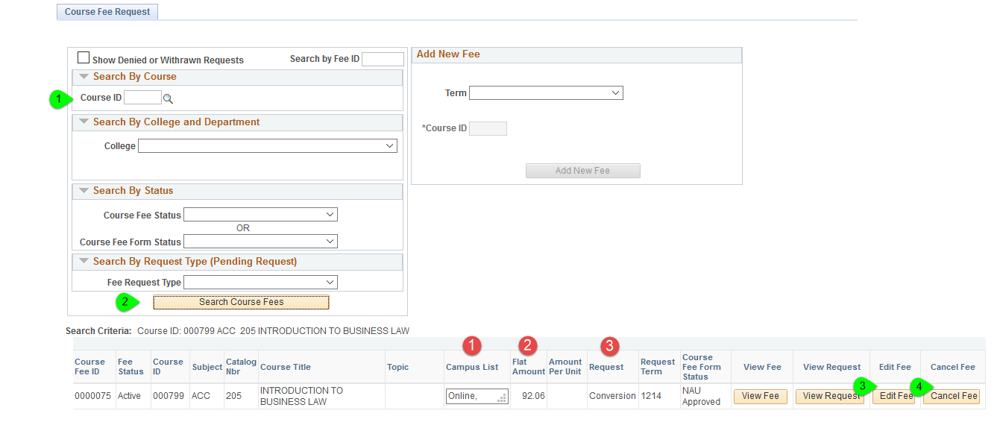 Course Fee Request
Show Denied or Withrawn Requests Search by Fee ID
Search By Course
1 Course ID
Search By College and Department
College
Search By Status
Course Fee Status
OR
Course Fee Form Status
Search By Request Type (Pending Request)
Fee Request Type
2 Search Course Fees
Add New Fee
Term
*Course ID
Add New Fee
Search Criteria: Course ID: 000799 ACC 205 INTRODUCTION TO BUSINESS LAW
1 2 3
Course Fee ID Fee Status Course ID Subject Catalog Nbr Course Title Topic Campus List Flat Amount Amount Per Unit Request Request Term Course Fee Form Status View Fee View Request Edit Fee Cancel Fee
3 4
0000075 Active 000799 ACC 205 INTRODUCTION TO BUSINESS LAW Online, 92.06 Conversion 1214 NAU Approved View Fee View Request Edit Fee Cancel Fee